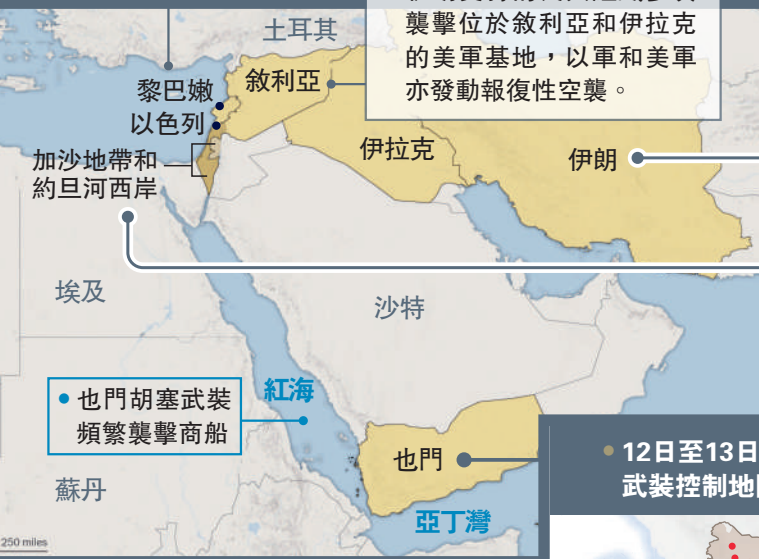 襲擊位於敘利亞和伊拉克
的美軍基地，以軍和美軍
亦發動報復性空襲。
土耳其
黎巴嫩
敘利亞
以色列
加沙地帶和
約旦河西岸
伊拉克
伊朗
埃及
沙特
• 也門胡塞武裝
頻繁襲擊商船
紅海
也門
蘇丹
亞丁灣
• 12日至13日
武裝控制地
250 miles